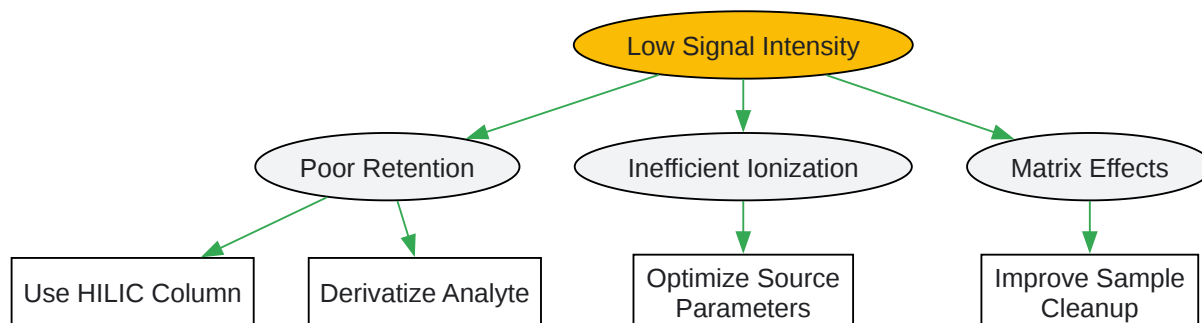 Low Signal Intensity
Poor Retention
Inefficient Ionization
Matrix Effects
Use HILIC Column
Derivatize Analyte
Optimize Source
Parameters
Improve Sample
Cleanup